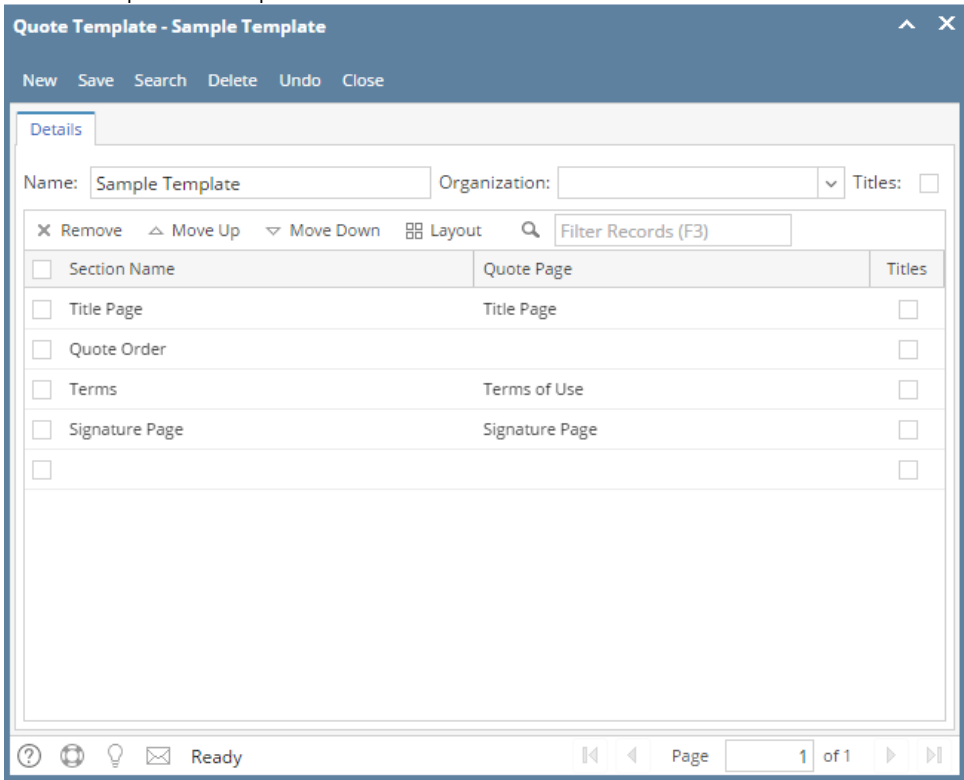 Quote Template - Sample Template
New Save Search Delete Undo Close
Details
Name: Sample Template Organization: Titles:
Remove Move Up Move Down Layout Filter Records (F3)
Section Name Quote Page Titles
Title Page Title Page
Quote Order
Terms Terms of Use
Signature Page Signature Page
Ready Page 1 of 1